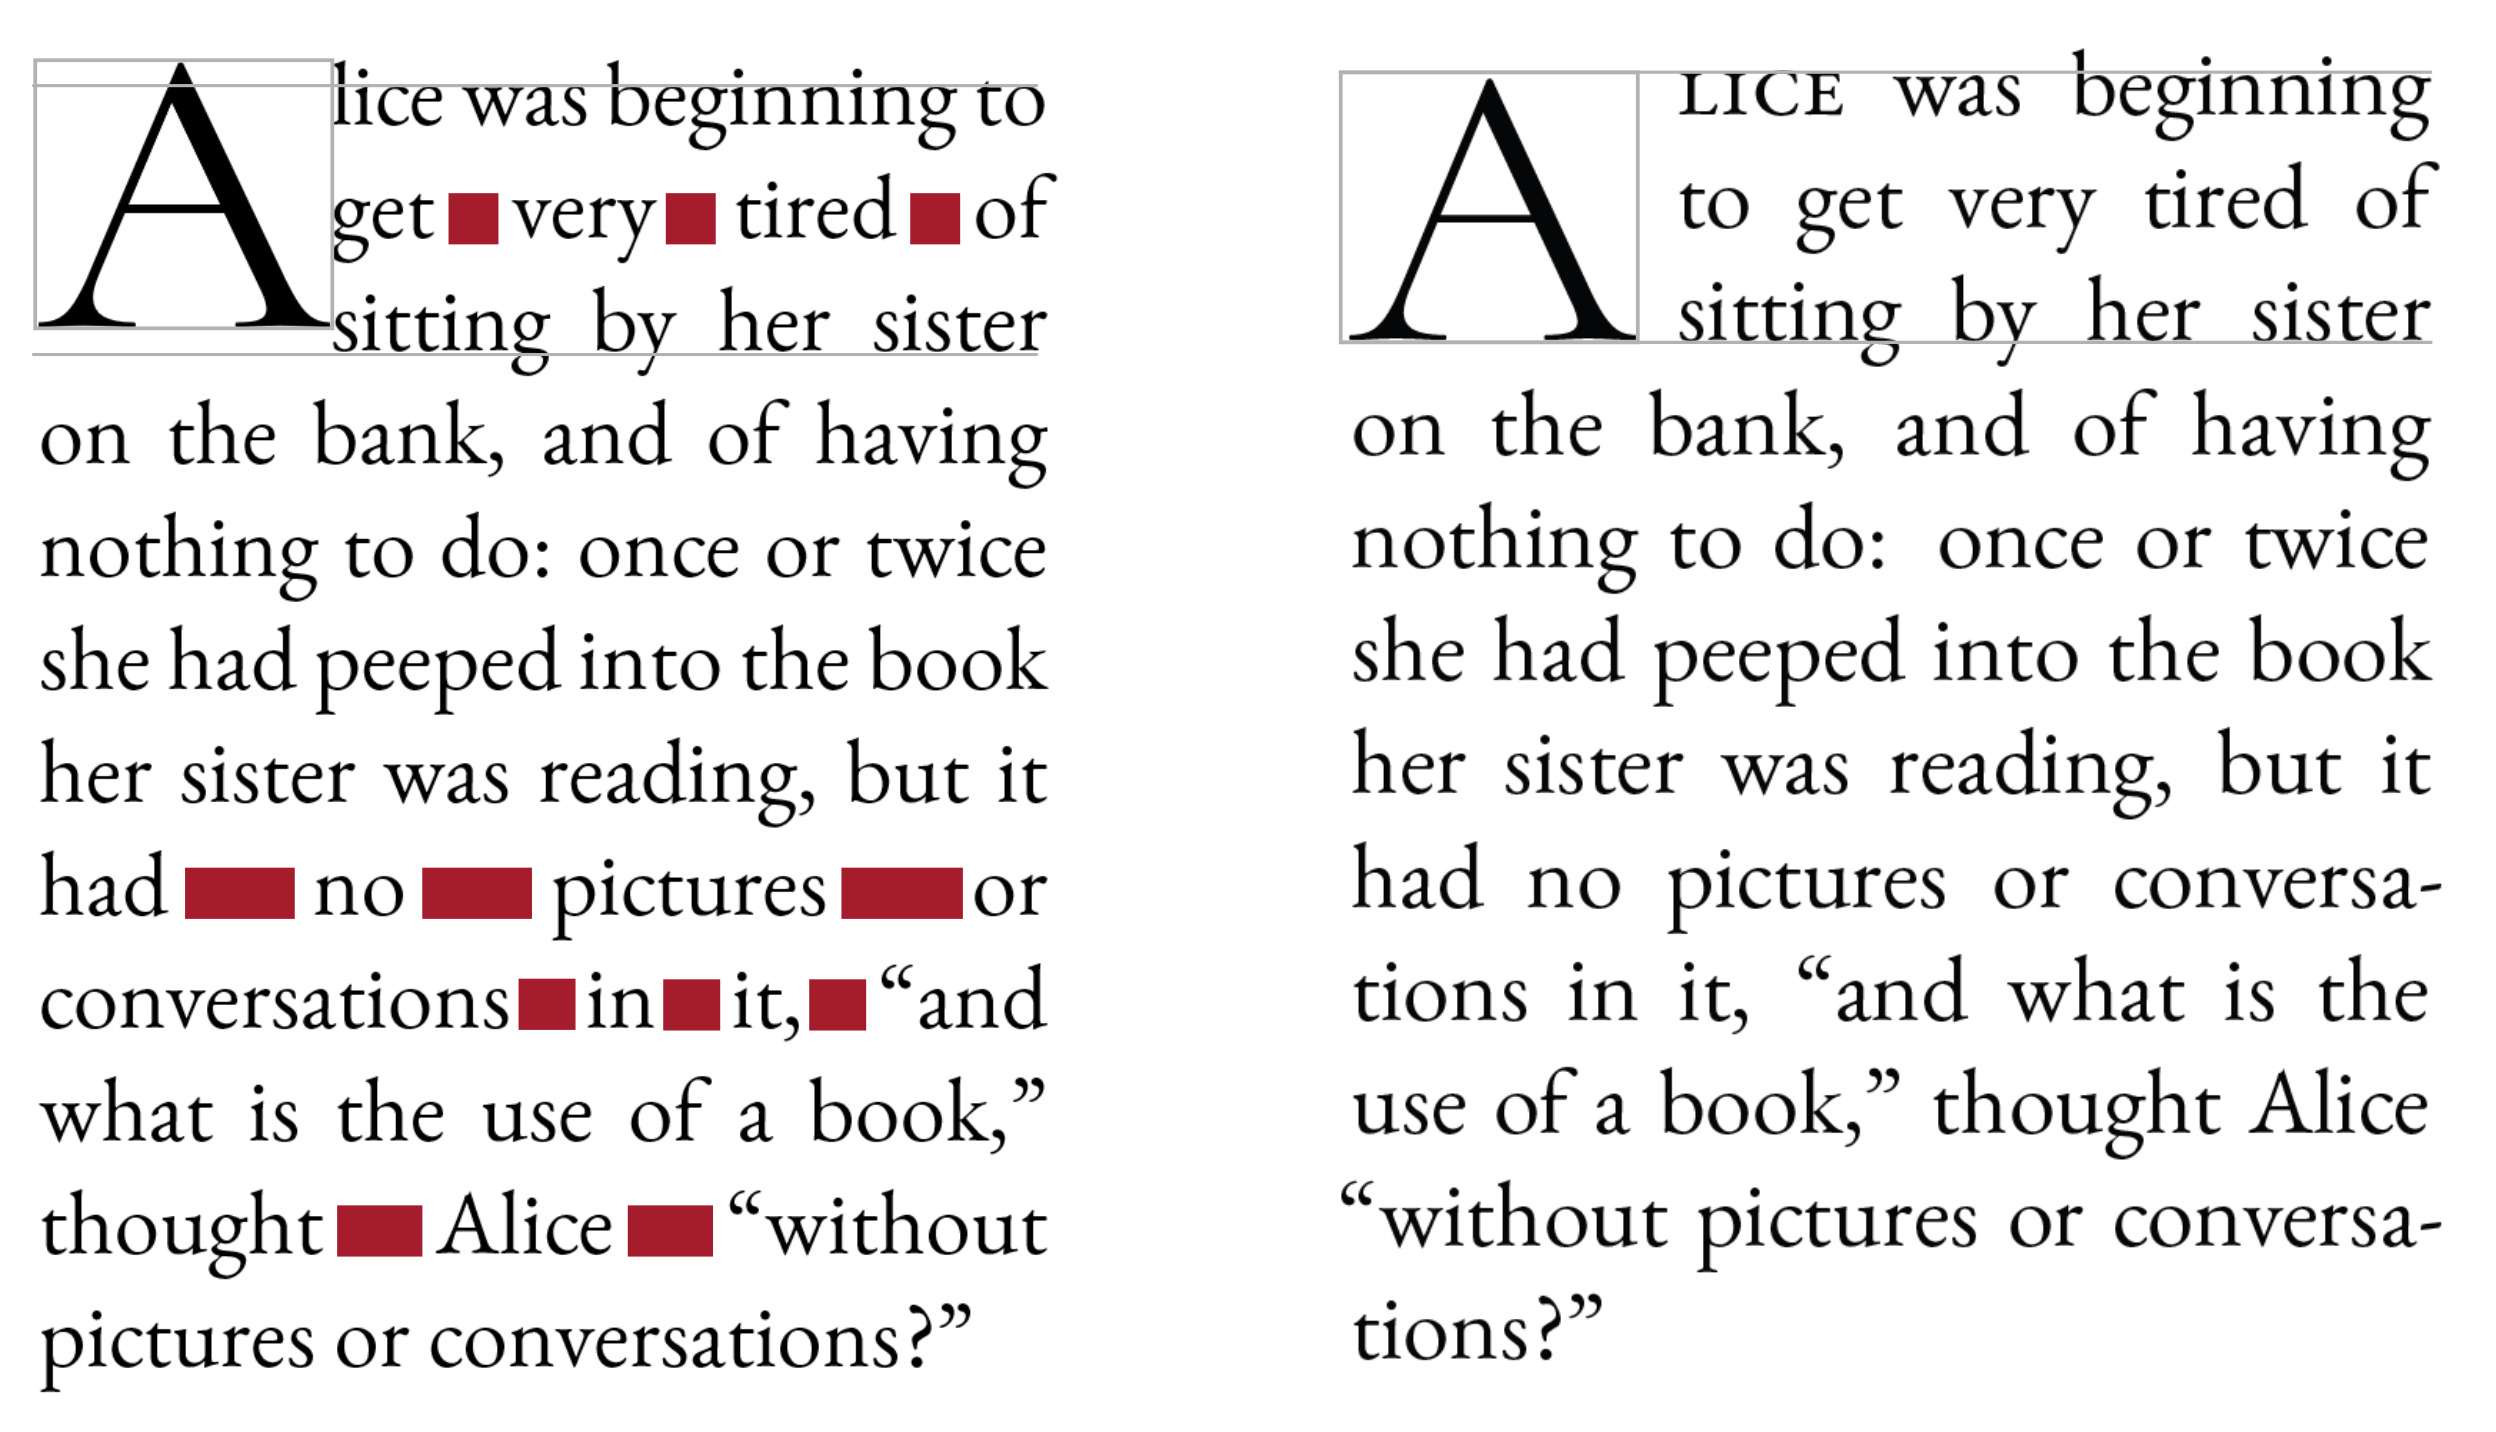 Alice was beginning to
get very tired of
sitting by her sister
on the bank, and of having
nothing to do: once or twice
she had peeped into the book
her sister was reading, but it
had no pictures or
conversations in it, “and
what is the use of a book,”
thought Alice “without
pictures or conversations?”
ALICE was beginning
to get very tired of
sitting by her sister
on the bank, and of having
nothing to do: once or twice
she had peeped into the book
her sister was reading, but it
had no pictures or conversa-
tions in it, “and what is the
use of a book,” thought Alice
“without pictures or conversa-
tions?”